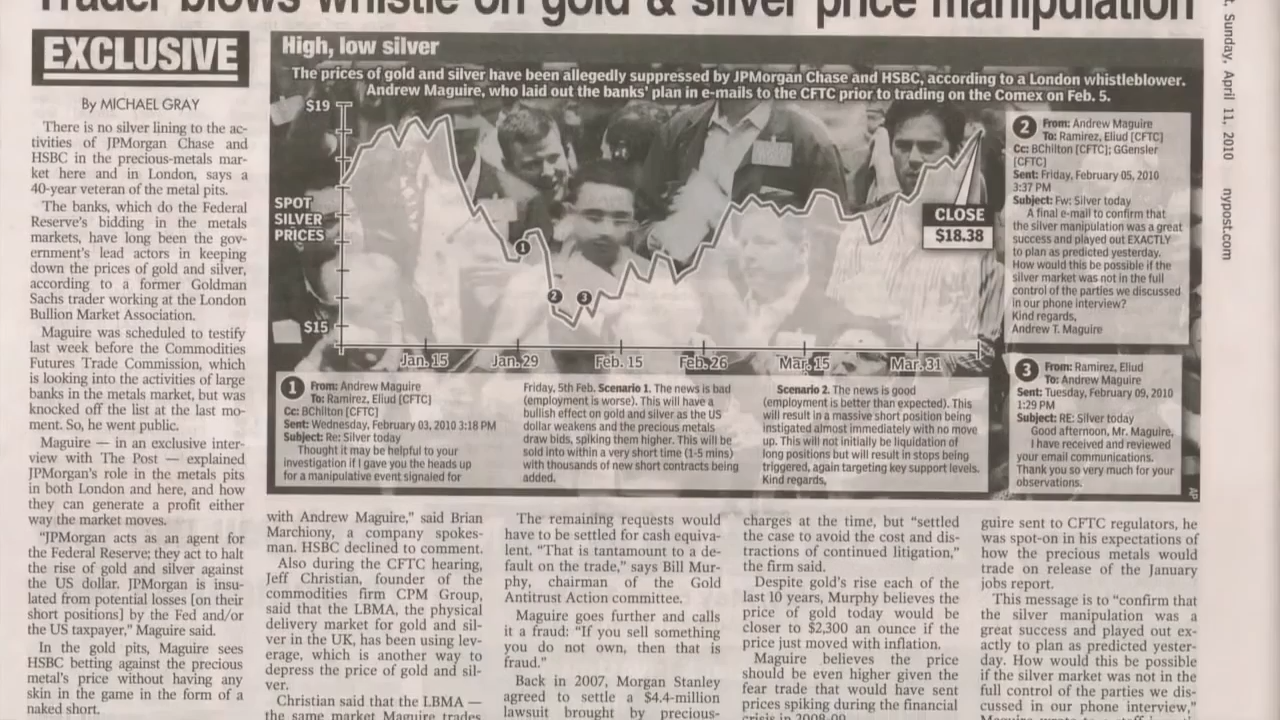 Trader blows whistle on gold & silver price manipulation
EXCLUSIVE
By MICHAEL GRAY
There is no silver lining to the ac-
tivities of JPMorgan Chase and
HSBC in the precious-metals mar-
ket here and in London, says a
40-year veteran of the metal pits.
The banks, which do the Federal
Reserve's bidding in the metals
markets, have long been the gov-
ernment's lead actors in keeping
down the prices of gold and silver,
according to a former Goldman
Sachs trader working at the London
Bullion Market Association.
Maguire was scheduled to testify
last week before the Commodities
Futures Trade Commission, which
is looking into the activities of large
banks in the metals market, but was
knocked off the list at the last mo-
ment. So, he went public.
Maguire — in an exclusive inter-
view with The Post — explained
JPMorgan's role in the metals pits
in both London and here, and how
they can generate a profit either
way the market moves.
"JPMorgan acts as an agent for
the Federal Reserve; they act to halt
the rise of gold and silver against
the US dollar. JPMorgan is insu-
lated from potential losses [on their
short positions] by the Fed and/or
the US taxpayer," Maguire said.
In the gold pits, Maguire sees
HSBC betting against the precious
metal's price without having any
skin in the game in the form of a
naked short.
High, low silver
The prices of gold and silver have been allegedly suppressed by JPMorgan Chase and HSBC, according to a London whistleblower.
Andrew Maguire, who laid out the banks' plan in e-mails to the CFTC prior to trading on the Comex on Feb. 5.
$19
SPOT
SILVER
PRICES
$15
1
2
3
CLOSE
$18.38
Jan. 15
Jan. 29
Feb. 15
Feb. 26
Mar. 15
Mar. 31
1 From: Andrew Maguire
To: Ramirez, Eliud [CFTC]
Cc: BChilton [CFTC]
Sent: Wednesday, February 03, 2010 3:18 PM
Subject: Re: Silver today
Thought it may be helpful to your
investigation if I gave you the heads up
for a manipulative event signaled for
Friday, 5th Feb. Scenario 1. The news is bad
(employment is worse). This will have a
bullish effect on gold and silver as the US
dollar weakens and the precious metals
draw bids, spiking them higher. This will be
sold into within a very short time (1-5 mins)
with thousands of new short contracts being
added.
Scenario 2. The news is good
(employment is better than expected). This
will result in a massive short position being
instigated almost immediately with no move
up. This will not initially be liquidation of
long positions but will result in stops being
triggered, again targeting key support levels.
Kind regards,
2 From: Andrew Maguire
To: Ramirez, Eliud [CFTC]
Cc: BChilton [CFTC]; GGensler
[CFTC]
Sent: Friday, February 05, 2010
3:37 PM
Subject: Fw: Silver today
A final e-mail to confirm that
the silver manipulation was a great
success and played out EXACTLY
to plan as predicted yesterday.
How would this be possible if the
silver market was not in the full
control of the parties we discussed
in our phone interview?
Kind regards,
Andrew T. Maguire
3 From: Ramirez, Eliud
To: Andrew Maguire
Sent: Tuesday, February 09, 2010
1:29 PM
Subject: RE: Silver today
Good afternoon, Mr. Maguire,
I have received and reviewed
your email communications.
Thank you so very much for your
observations.
AP
with Andrew Maguire," said Brian
Marchiony, a company spokes-
man. HSBC declined to comment.
Also during the CFTC hearing,
Jeff Christian, founder of the
commodities firm CPM Group,
said that the LBMA, the physical
delivery market for gold and sil-
ver in the UK, has been using lev-
erage, which is another way to
depress the price of gold and sil-
ver.
Christian said that the LBMA —
the same market Maguire trades
The remaining requests would
have to be settled for cash equiva-
lent. "That is tantamount to a de-
fault on the trade," says Bill Mur-
phy, chairman of the Gold
Antitrust Action committee.
Maguire goes further and calls
it a fraud: "If you sell something
you do not own, then that is
fraud."
Back in 2007, Morgan Stanley
agreed to settle a $4.4-million
lawsuit brought by precious-
charges at the time, but "settled
the case to avoid the cost and dis-
tractions of continued litigation,"
the firm said.
Despite gold's rise each of the
last 10 years, Murphy believes the
price of gold today would be
closer to $2,300 an ounce if the
price just moved with inflation.
Maguire believes the price
should be even higher given the
fear trade that would have sent
prices spiking during the financial
crisis in 2008-09.
guire sent to CFTC regulators, he
was spot-on in his expectations of
how the precious metals would
trade on release of the January
jobs report.
This message is to "confirm that
the silver manipulation was a
great success and played out ex-
actly to plan as predicted yester-
day. How would this be possible
if the silver market was not in the
full control of the parties we dis-
cussed in our phone interview,"
Sunday, April 11, 2010 nypost.com